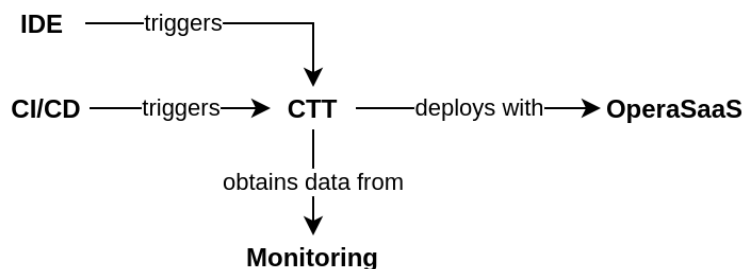 IDE
triggers
CI/CD
triggers
CTT
deploys with
OperaSaaS
obtains data from
Monitoring